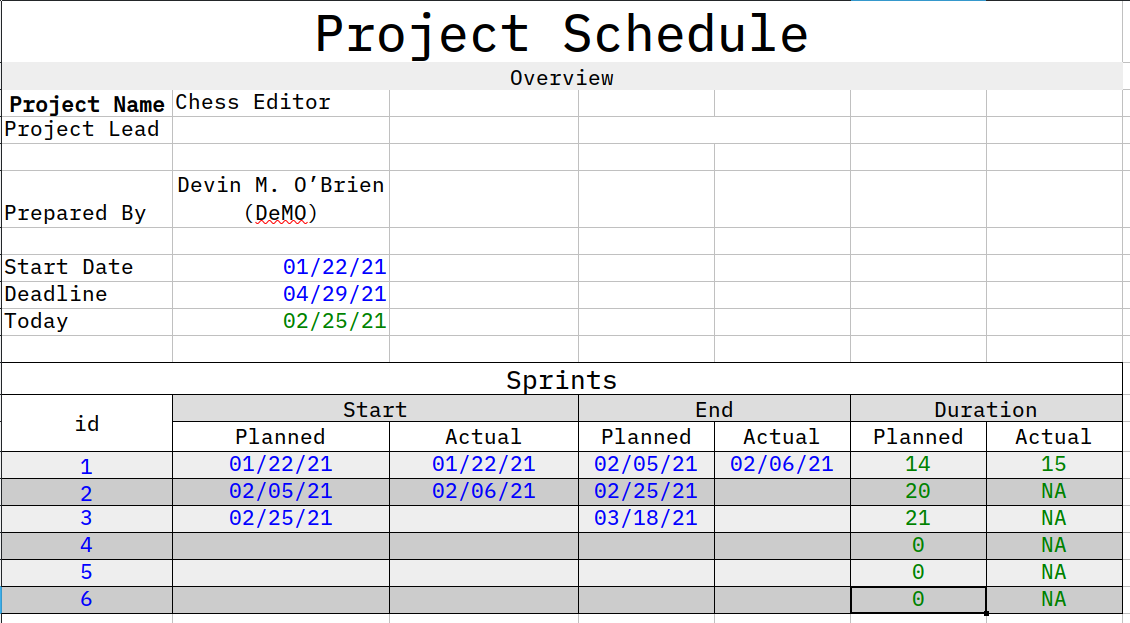 Project Schedule
Overview
Project Name Chess Editor
Project Lead
Prepared By Devin M. O’Brien
(DeMO)
Start Date 01/22/21
Deadline 04/29/21
Today 02/25/21
Sprints
id Start End Duration
Planned Actual Planned Actual Planned Actual
1 01/22/21 01/22/21 02/05/21 02/06/21 14 15
2 02/05/21 02/06/21 02/25/21 20 NA
3 02/25/21 03/18/21 21 NA
4 0 NA
5 0 NA
6 0 NA